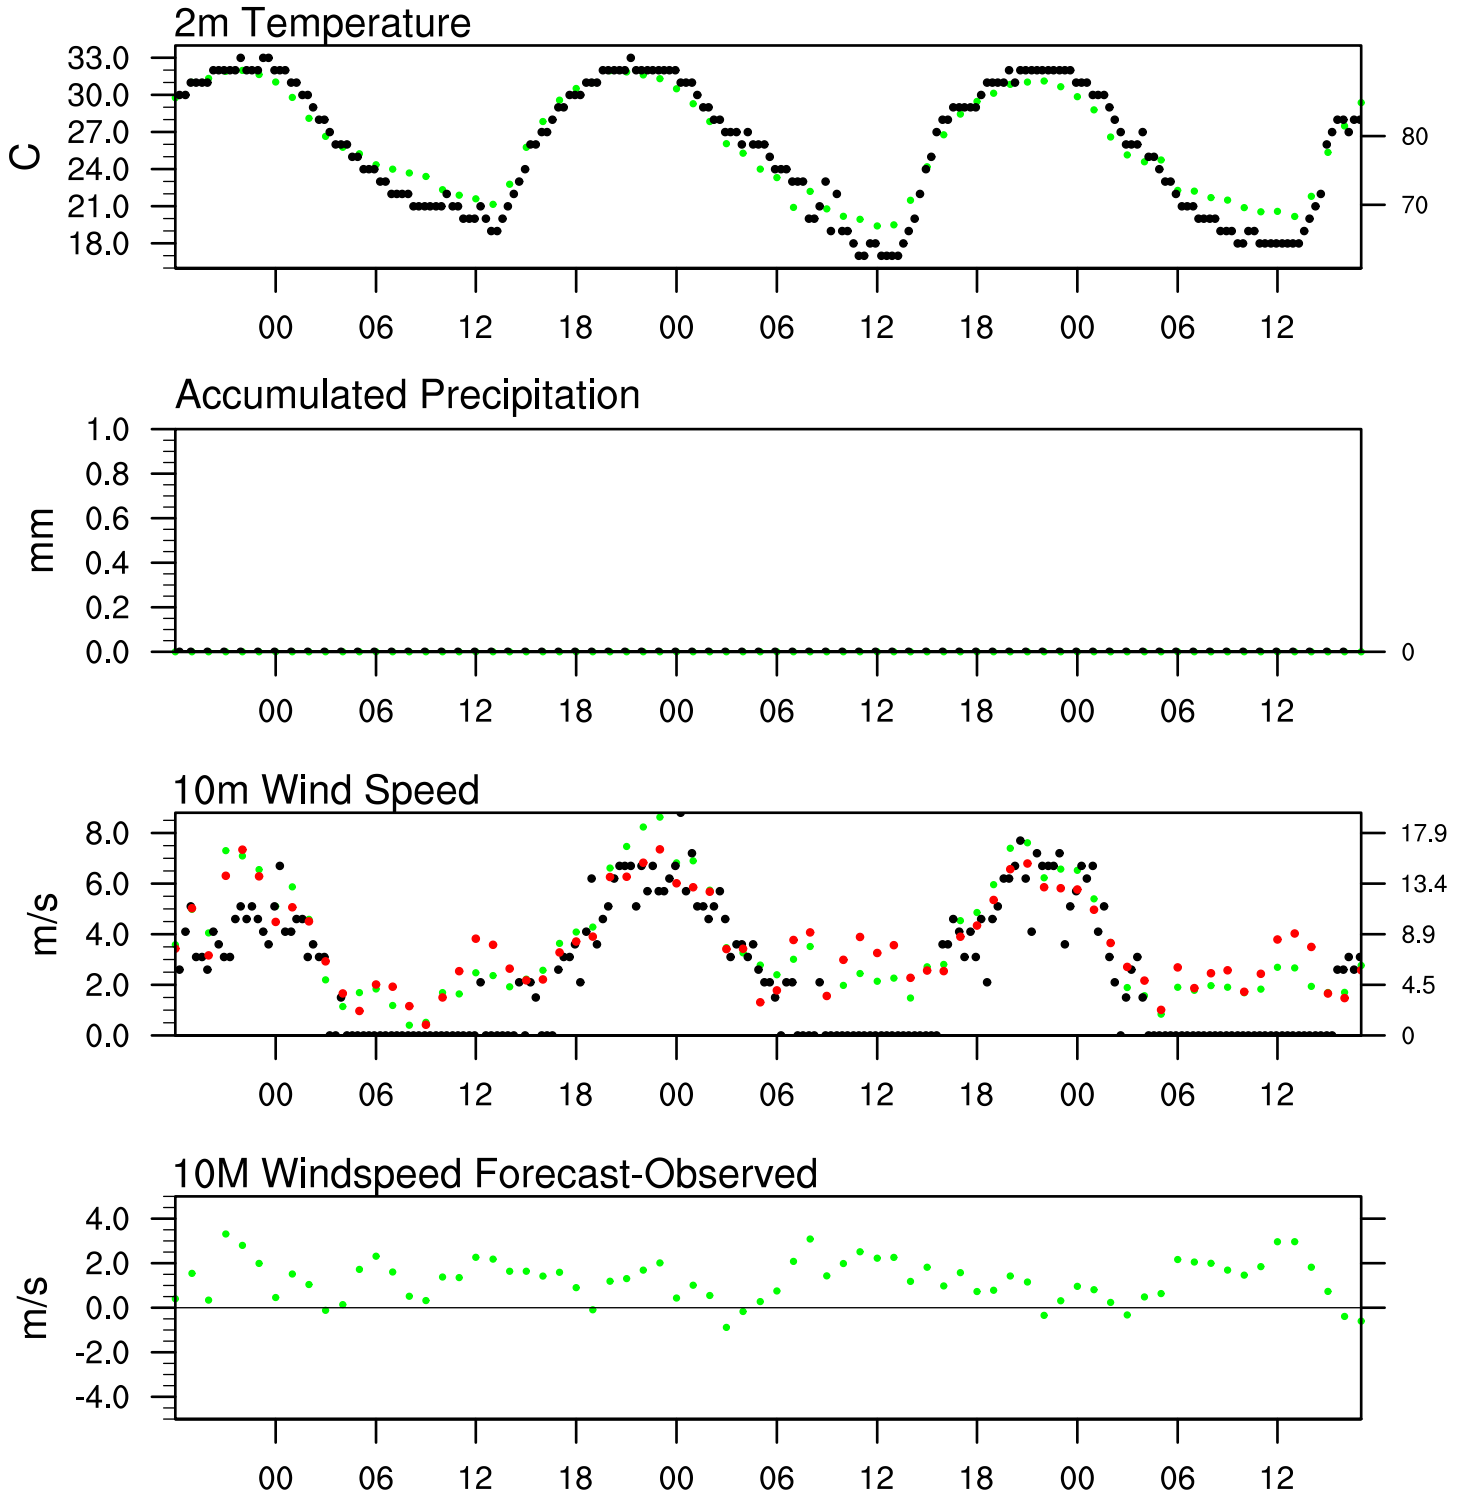 2m Temperature
33.0
30.0
27.0
24.0
21.0
18.0
C
80
70
00 06 12 18 00 06 12 18 00 06 12
Accumulated Precipitation
1.0
0.8
0.6
0.4
0.2
0.0
mm
0
00 06 12 18 00 06 12 18 00 06 12
10m Wind Speed
8.0
6.0
4.0
2.0
0.0
m/s
17.9
13.4
8.9
4.5
0
00 06 12 18 00 06 12 18 00 06 12
10M Windspeed Forecast-Observed
4.0
2.0
0.0
-2.0
-4.0
m/s
00 06 12 18 00 06 12 18 00 06 12